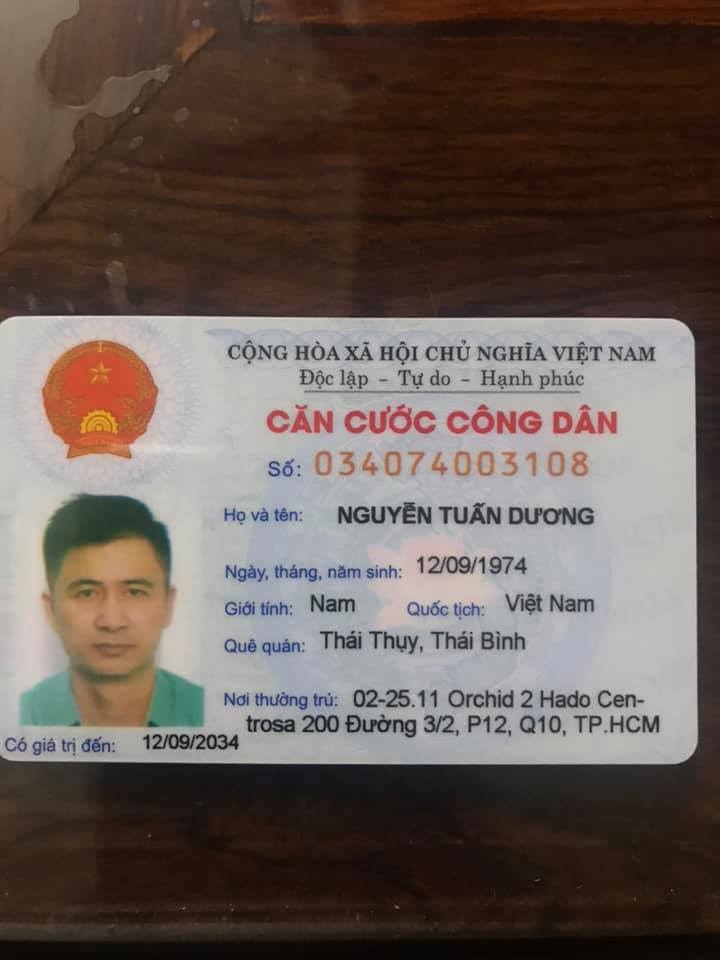 CỘNG HÒA XÃ HỘI CHỦ NGHĨA VIỆT NAM
Độc lập – Tự do – Hạnh phúc
CĂN CƯỚC CÔNG DÂN
Số: 034074003108
Họ và tên: NGUYỄN TUẤN DƯƠNG
Ngày, tháng, năm sinh: 12/09/1974
Giới tính: Nam Quốc tịch: Việt Nam
Quê quán: Thái Thụy, Thái Bình
Nơi thường trú: 02-25.11 Orchid 2 Hado Cen-
trosa 200 Đường 3/2, P12, Q10, TP.HCM
Có giá trị đến: 12/09/2034